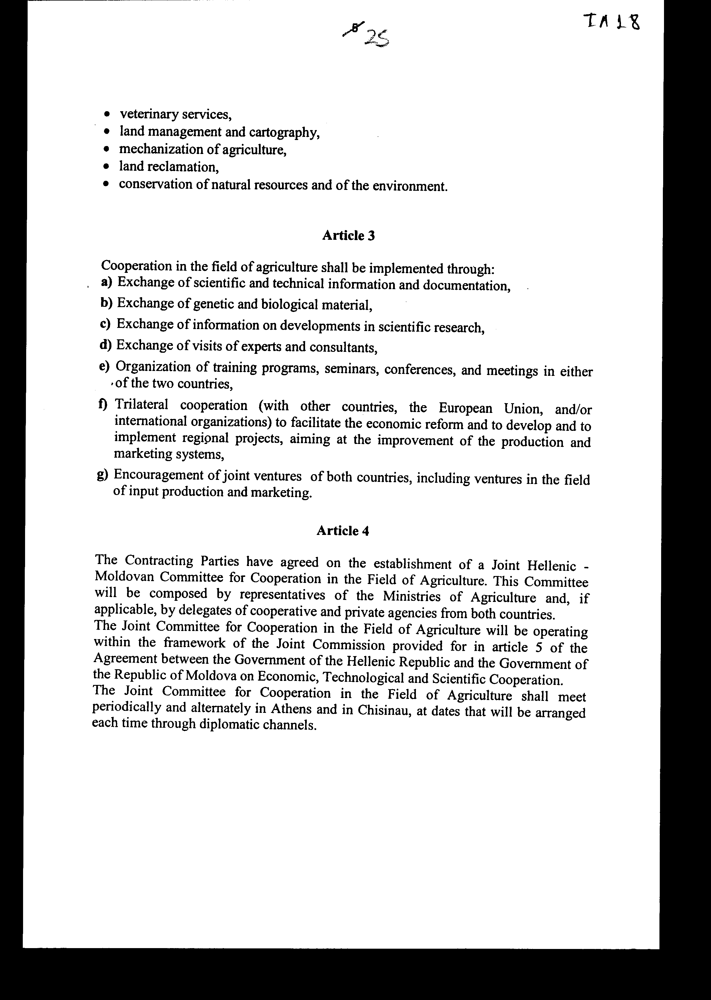 IA18
8 25
• veterinary services,
• land management and cartography,
• mechanization of agriculture,
• land reclamation,
• conservation of natural resources and of the environment.
Article 3
Cooperation in the field of agriculture shall be implemented through:
a) Exchange of scientific and technical information and documentation,
b) Exchange of genetic and biological material,
c) Exchange of information on developments in scientific research,
d) Exchange of visits of experts and consultants,
e) Organization of training programs, seminars, conferences, and meetings in either
of the two countries,
f) Trilateral cooperation (with other countries, the European Union, and/or
international organizations) to facilitate the economic reform and to develop and to
implement regional projects, aiming at the improvement of the production and
marketing systems,
g) Encouragement of joint ventures of both countries, including ventures in the field
of input production and marketing.
Article 4
The Contracting Parties have agreed on the establishment of a Joint Hellenic -
Moldovan Committee for Cooperation in the Field of Agriculture. This Committee
will be composed by representatives of the Ministries of Agriculture and, if
applicable, by delegates of cooperative and private agencies from both countries.
The Joint Committee for Cooperation in the Field of Agriculture will be operating
within the framework of the Joint Commission provided for in article 5 of the
Agreement between the Government of the Hellenic Republic and the Government of
the Republic of Moldova on Economic, Technological and Scientific Cooperation.
The Joint Committee for Cooperation in the Field of Agriculture shall meet
periodically and alternately in Athens and in Chisinau, at dates that will be arranged
each time through diplomatic channels.